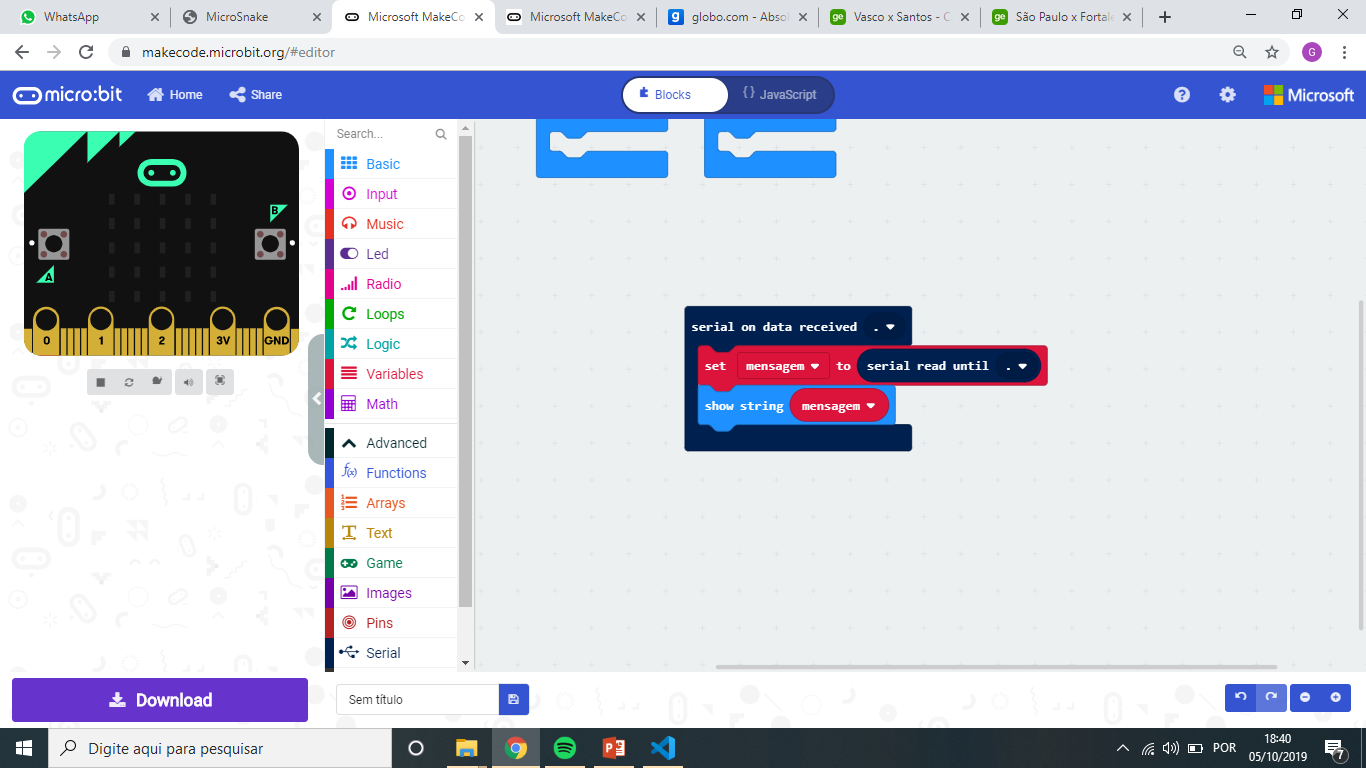 WhatsApp
MicroSnake
Microsoft MakeCo
Microsoft MakeCo
globo.com - Absol
Vasco x Santos - C
São Paulo x Fortale
makecode.microbit.org/#editor
G
micro:bit
Home
Share
Blocks
{} JavaScript
?
Microsoft
B
A
0
1
2
3V
GND
Search...
Basic
Input
Music
Led
Radio
Loops
Logic
Variables
Math
Advanced
Functions
Arrays
Text
Game
Images
Pins
Serial
serial on data received .
set mensagem to serial read until .
show string mensagem
Download
Sem título
Digite aqui para pesquisar
POR
18:40
05/10/2019
7